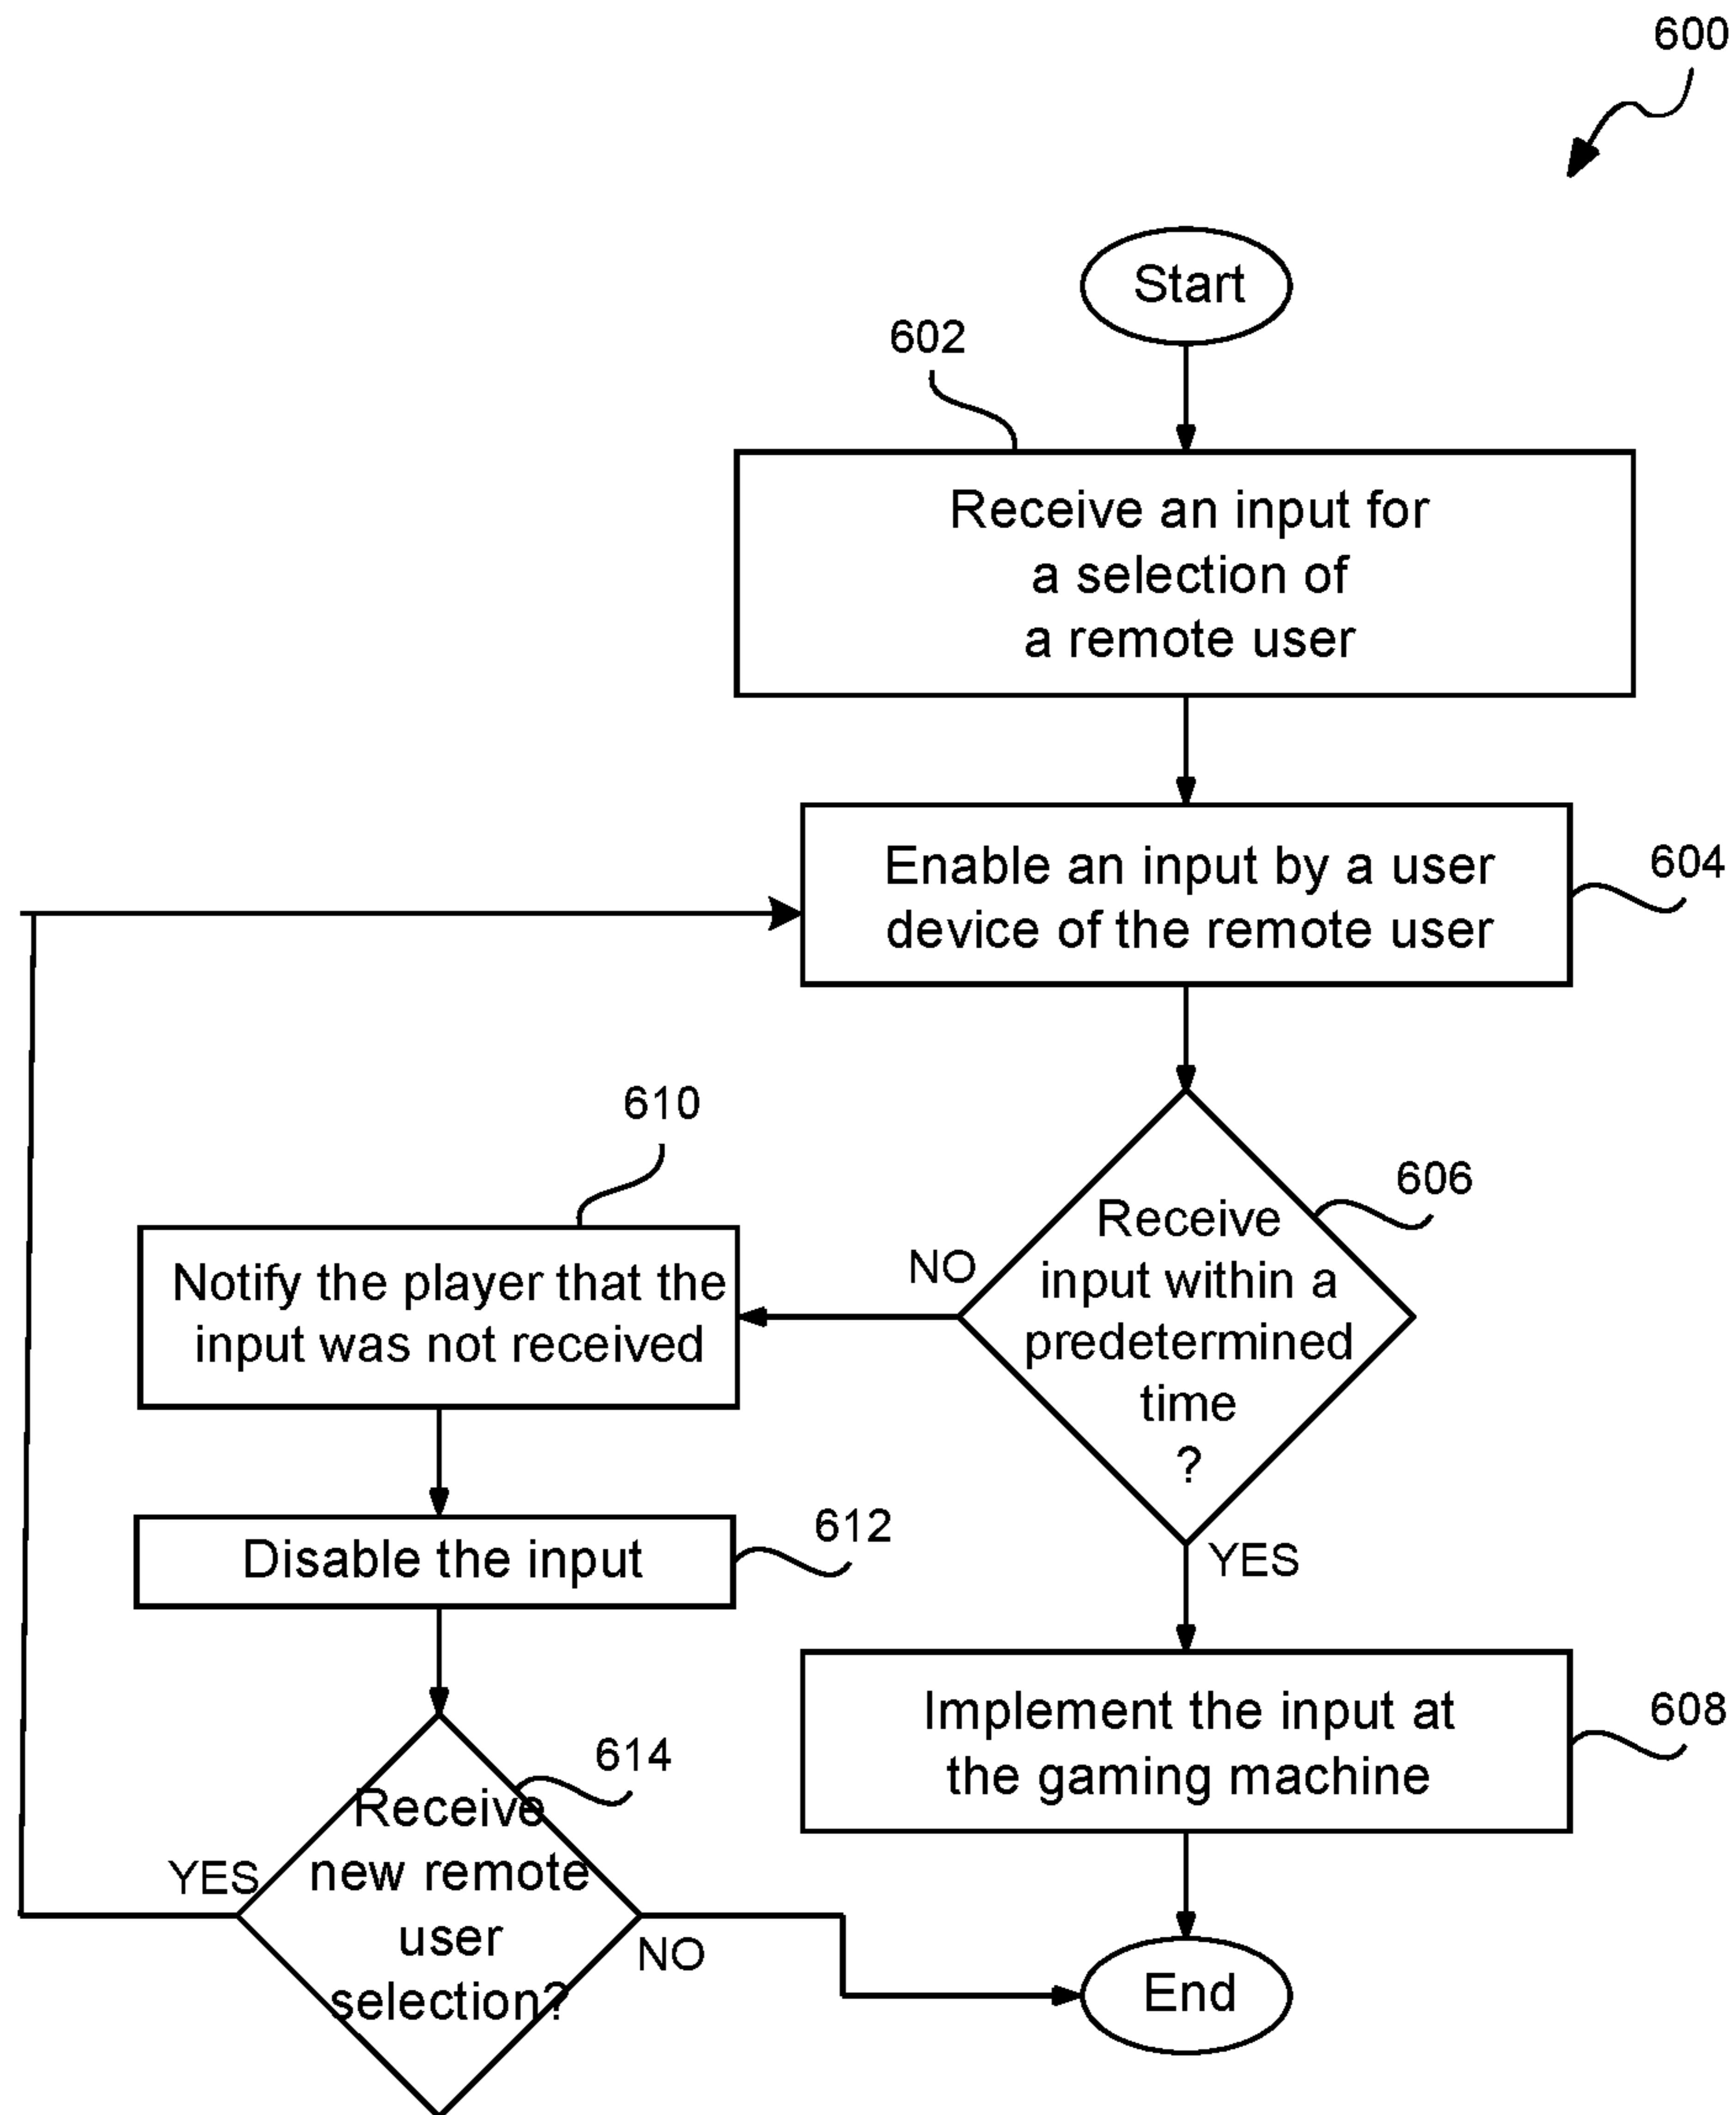 600
Start
602
Receive an input for
a selection of
a remote user
Enable an input by a user
device of the remote user
604
610
606
Receive
input within a
predetermined
time
?
NO
YES
Notify the player that the
input was not received
612
Disable the input
Implement the input at
the gaming machine
608
614
Receive
new remote
user
selection?
YES
NO
End